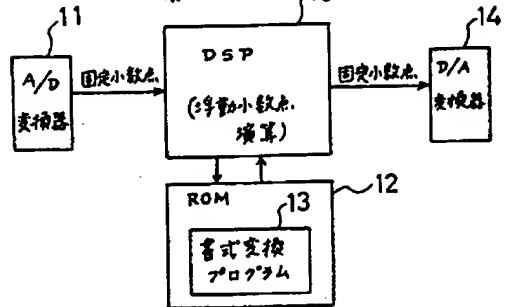 11
A/D
変換器
固定小数点
DSP
(浮動小数点
演算)
固定小数点
14
D/A
変換器
12
ROM
13
書式変換
プログラム